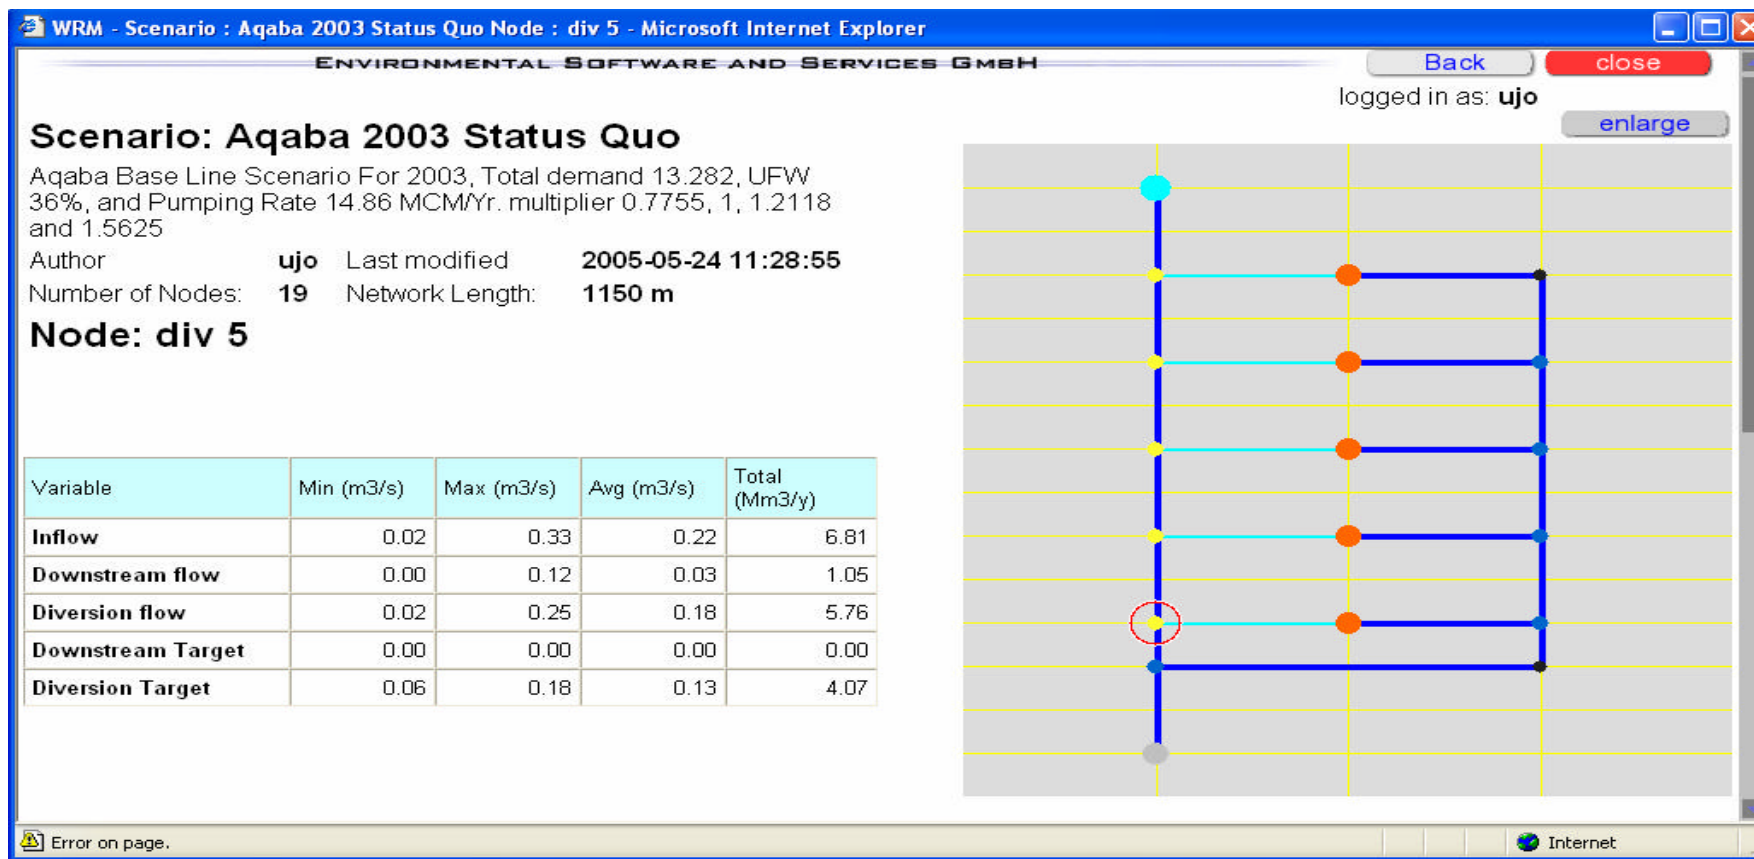 WRM - Scenario : Aqaba 2003 Status Quo Node : div 5 - Microsoft Internet Explorer
ENVIRONMENTAL SOFTWARE AND SERVICES GMBH
Back close
logged in as: ujo
enlarge
Scenario: Aqaba 2003 Status Quo
Aqaba Base Line Scenario For 2003, Total demand 13.282, UFW
36%, and Pumping Rate 14.86 MCM/Yr. multiplier 0.7755, 1, 1.2118
and 1.5625
Author ujo Last modified 2005-05-24 11:28:55
Number of Nodes: 19 Network Length: 1150 m
Node: div 5
Variable Min (m3/s) Max (m3/s) Avg (m3/s) Total (Mm3/y)
Inflow 0.02 0.33 0.22 6.81
Downstream flow 0.00 0.12 0.03 1.05
Diversion flow 0.02 0.25 0.18 5.76
Downstream Target 0.00 0.00 0.00 0.00
Diversion Target 0.06 0.18 0.13 4.07
Error on page. Internet